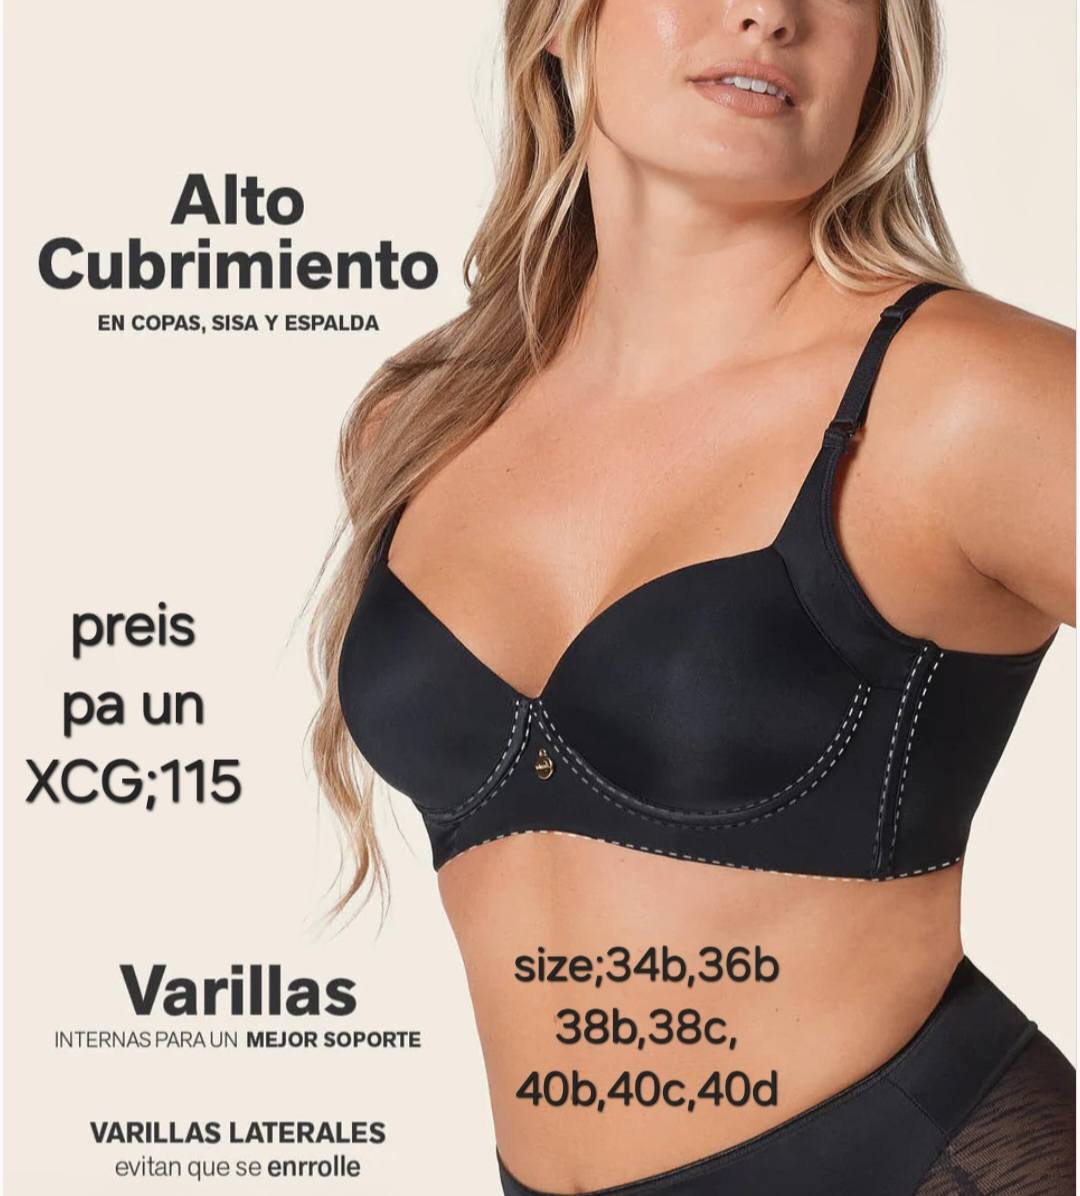 Alto
Cubrimiento
EN COPAS, SISA Y ESPALDA
preis
pa un
XCG;115
Varillas
INTERNAS PARA UN MEJOR SOPORTE
size;34b,36b
38b,38c,
40b,40c,40d
VARILLAS LATERALES
evitan que se enrrolle